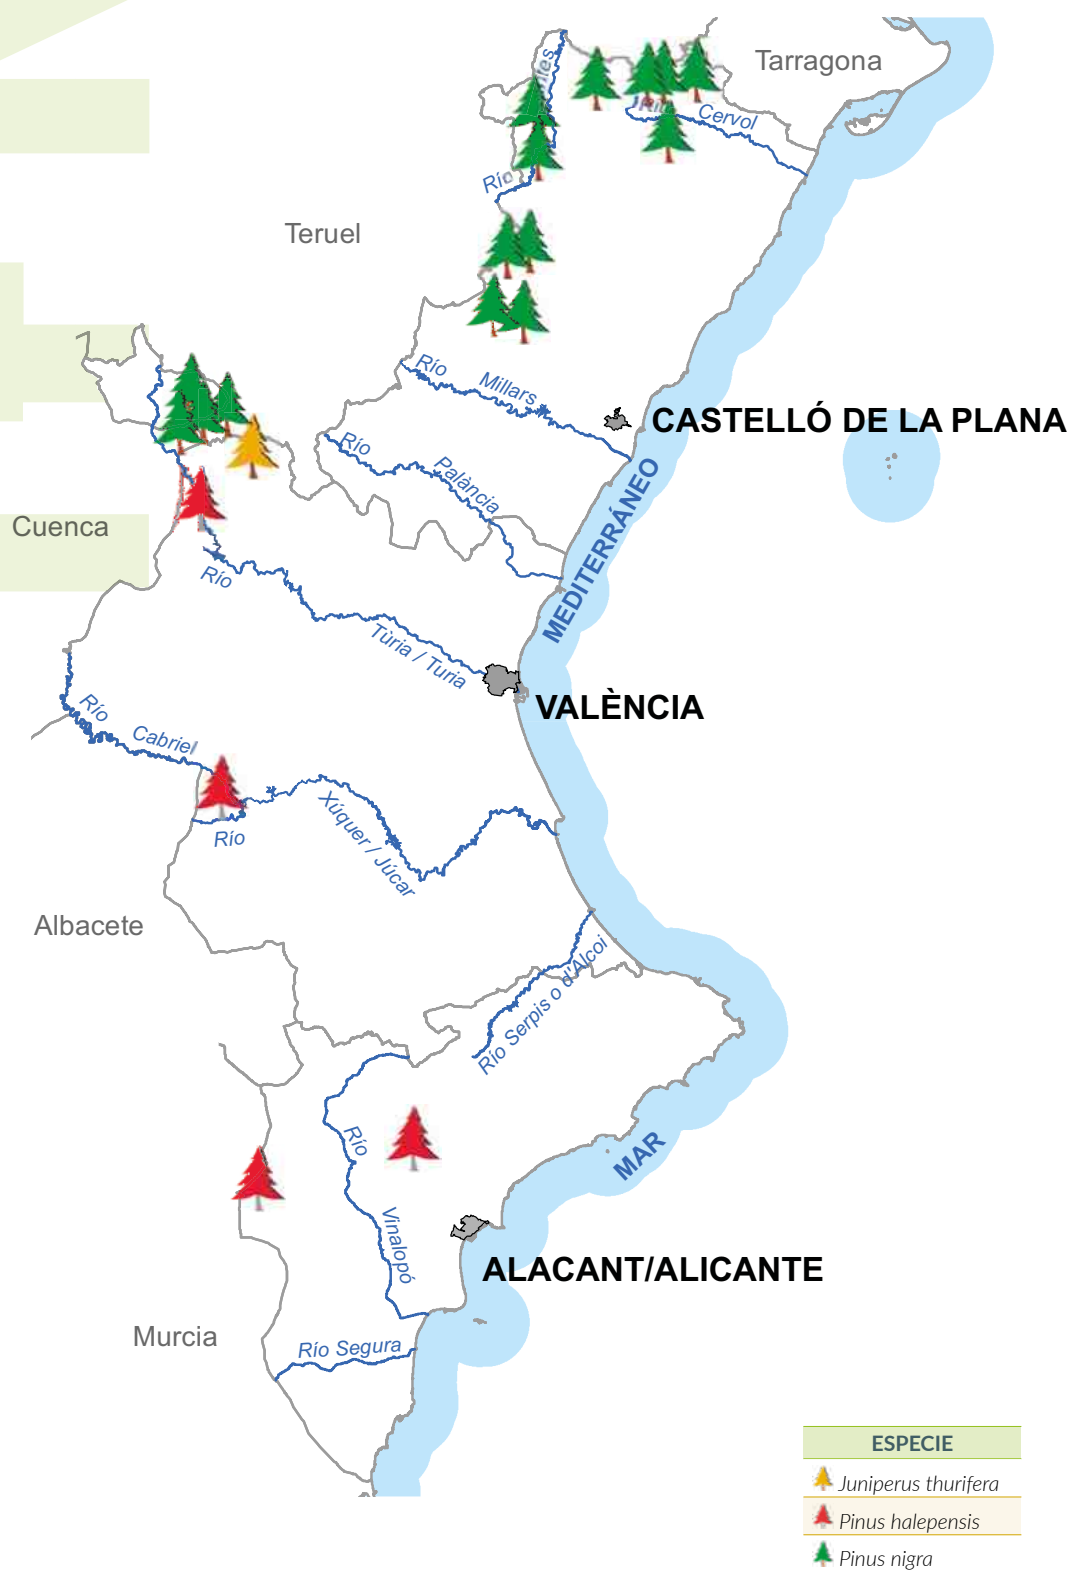 Tarragona
Río
Cervol
Río
Teruel
Río
Millars
CASTELLÓ DE LA PLANA
Río
Palància
MEDITERRÁNEO
Cuenca
Río
Túria / Turia
VALÈNCIA
Río
Cabriel
Río
Xúquer / Júcar
Albacete
Río Serpis o d'Alcoi
Río
MAR
Vinalopó
ALACANT/ALICANTE
Murcia
Río Segura
ESPECIE
Juniperus thurifera
Pinus halepensis
Pinus nigra